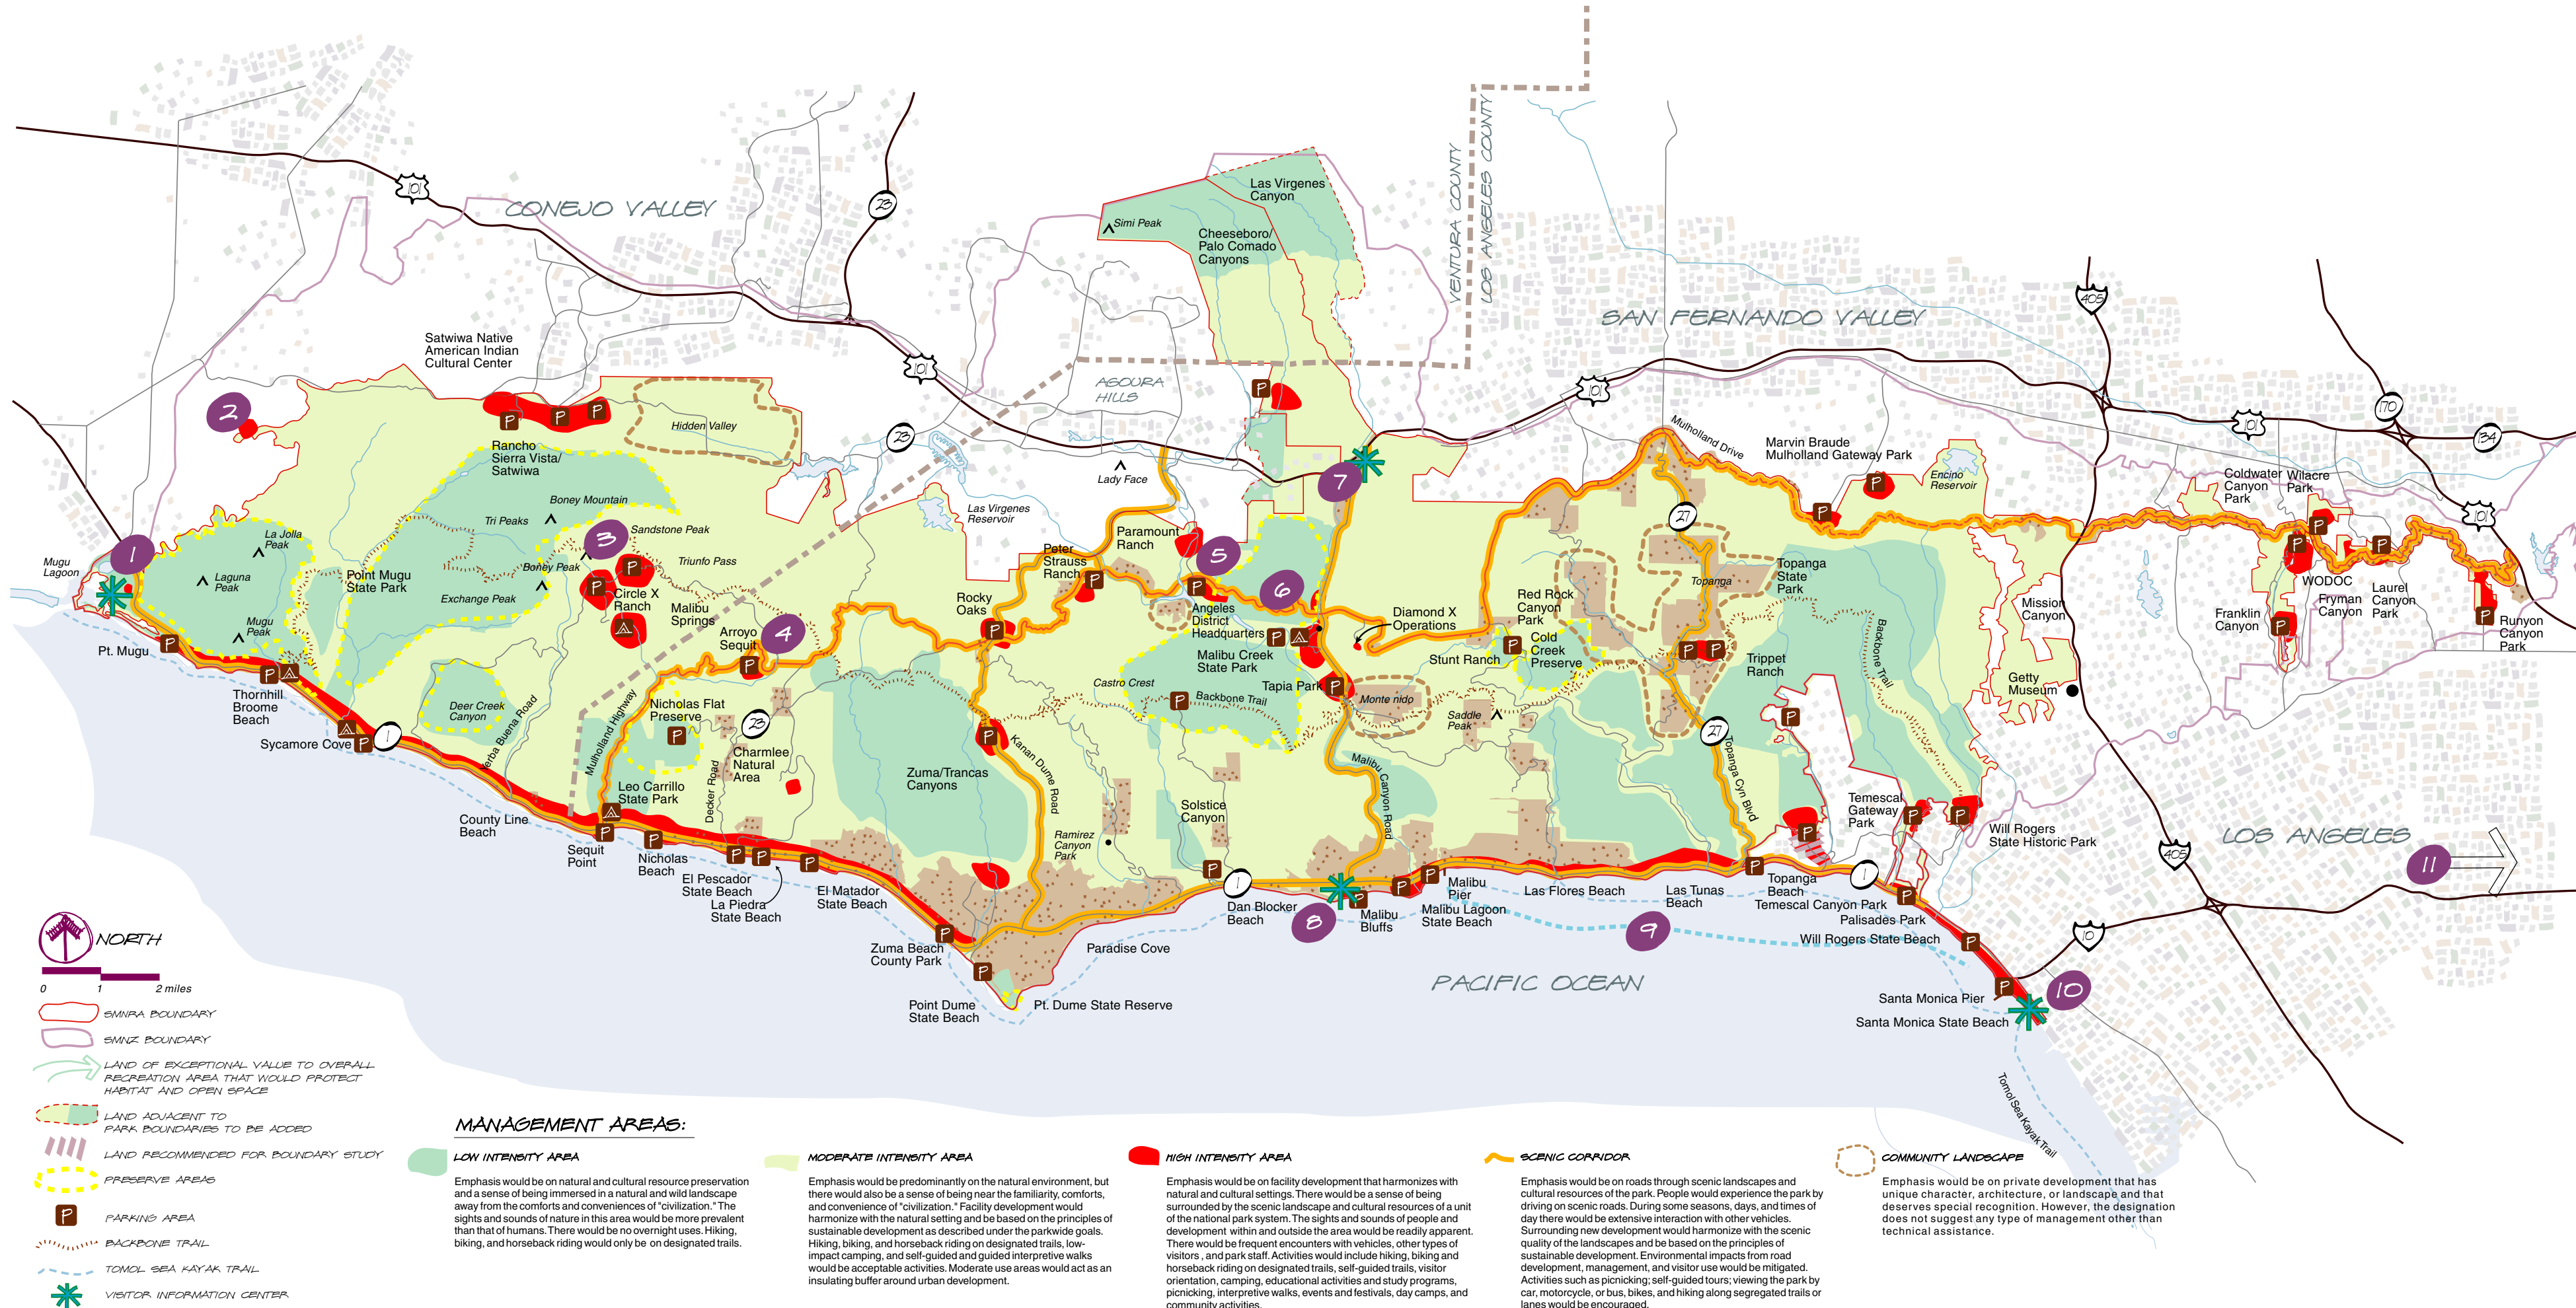 CONEJO VALLEY
101
23
Las Virgenes
Canyon
Simi Peak
Cheeseboro/
Palo Comado
Canyons
VENTURA COUNTY
LOS ANGELES COUNTY
SAN FERNANDO VALLEY
405
Satwiwa Native
American Indian
Cultural Center
101
AGOURA
HILLS
101
170
101
134
2
Hidden Valley
23
Mulholland Drive
Marvin Braude
Mulholland Gateway Park
Rancho
Sierra Vista/
Satwiwa
Lady Face
7
Encino
Reservoir
Coldwater
Canyon
Park
Wilacre
Park
Boney Mountain
Tri Peaks
Sandstone Peak
Las Virgenes
Reservoir
27
101
La Jolla
Peak
1
3
Paramount
Ranch
5
Mugu
Lagoon
Laguna
Peak
Point Mugu
State Park
Boney Peak
Triunfo Pass
Peter
Strauss
Ranch
Topanga
Topanga
State
Park
WODOC
Exchange Peak
Circle X
Ranch
Malibu
Springs
Rocky
Oaks
6
Angeles
District
Headquarters
Diamond X
Operations
Red Rock
Canyon
Park
Mission
Canyon
Fryman
Canyon
Laurel
Canyon
Park
Franklin
Canyon
Runyon
Canyon
Park
Mugu
Peak
Arroyo
Sequit
4
Pt. Mugu
Malibu Creek
State Park
Stunt Ranch
Cold
Creek
Preserve
Trippet
Ranch
Backbone Trail
Getty
Museum
Thornhill
Broome
Beach
Castro Crest
Backbone Trail
Tapia Park
Monte nido
Saddle
Peak
Deer Creek
Canyon
Yerba Buena Road
Mulholland Highway
Nicholas Flat
Preserve
23
Sycamore Cove
1
27
Charmlee
Natural
Area
Decker Road
Kanan Dume Road
Malibu Canyon Road
Topanga Cyn Blvd
Leo Carrillo
State Park
Zuma/Trancas
Canyons
Solstice
Canyon
Ramirez
Canyon
Park
Temescal
Gateway
Park
Will Rogers
State Historic Park
LOS ANGELES
405
11
County Line
Beach
Sequit
Point
Nicholas
Beach
El Pescador
State Beach
La Piedra
State Beach
El Matador
State Beach
1
Dan Blocker
Beach
8
Malibu
Bluffs
Malibu
Pier
Malibu Lagoon
State Beach
Las Flores Beach
Las Tunas
Beach
Topanga
Beach
1
Temescal Canyon Park
Palisades Park
Will Rogers State Beach
9
10
Zuma Beach
County Park
Paradise Cove
Point Dume
State Beach
Pt. Dume State Reserve
PACIFIC OCEAN
Santa Monica Pier
Santa Monica State Beach
10
Tomol Sea Kayak Trail
NORTH
0 1 2 miles
SMNRA BOUNDARY
SMNZ BOUNDARY
LAND OF EXCEPTIONAL VALUE TO OVERALL
RECREATION AREA THAT WOULD PROTECT
HABITAT AND OPEN SPACE
LAND ADJACENT TO
PARK BOUNDARIES TO BE ADDED
LAND RECOMMENDED FOR BOUNDARY STUDY
PRESERVE AREAS
P PARKING AREA
BACKBONE TRAIL
TOMOL SEA KAYAK TRAIL
VISITOR INFORMATION CENTER
MANAGEMENT AREAS:
LOW INTENSITY AREA
Emphasis would be on natural and cultural resource preservation
and a sense of being immersed in a natural and wild landscape
away from the comforts and conveniences of "civilization." The
sights and sounds of nature in this area would be more prevalent
than that of humans. There would be no overnight uses. Hiking,
biking, and horseback riding would only be on designated trails.
MODERATE INTENSITY AREA
Emphasis would be predominantly on the natural environment, but
there would also be a sense of being near the familiarity, comforts,
and convenience of "civilization." Facility development would
harmonize with the natural setting and be based on the principles of
sustainable development as described under the parkwide goals.
Hiking, biking, and horseback riding on designated trails, low-
impact camping, and self-guided and guided interpretive walks
would be acceptable activities. Moderate use areas would act as an
insulating buffer around urban development.
HIGH INTENSITY AREA
Emphasis would be on facility development that harmonizes with
natural and cultural settings. There would be a sense of being
surrounded by the scenic landscape and cultural resources of a unit
of the national park system. The sights and sounds of people and
development within and outside the area would be readily apparent.
There would be frequent encounters with vehicles, other types of
visitors , and park staff. Activities would include hiking, biking and
horseback riding on designated trails, self-guided trails, visitor
orientation, camping, educational activities and study programs,
picnicking, interpretive walks, events and festivals, day camps, and
community activities.
SCENIC CORRIDOR
Emphasis would be on roads through scenic landscapes and
cultural resources of the park. People would experience the park by
driving on scenic roads. During some seasons, days, and times of
day there would be extensive interaction with other vehicles.
Surrounding new development would harmonize with the scenic
quality of the landscapes and be based on the principles of
sustainable development. Environmental impacts from road
development, management, and visitor use would be mitigated.
Activities such as picnicking; self-guided tours; viewing the park by
car, motorcycle, or bus, bikes, and hiking along segregated trails or
lanes would be encouraged.
COMMUNITY LANDSCAPE
Emphasis would be on private development that has
unique character, architecture, or landscape and that
deserves special recognition. However, the designation
does not suggest any type of management other than
technical assistance.